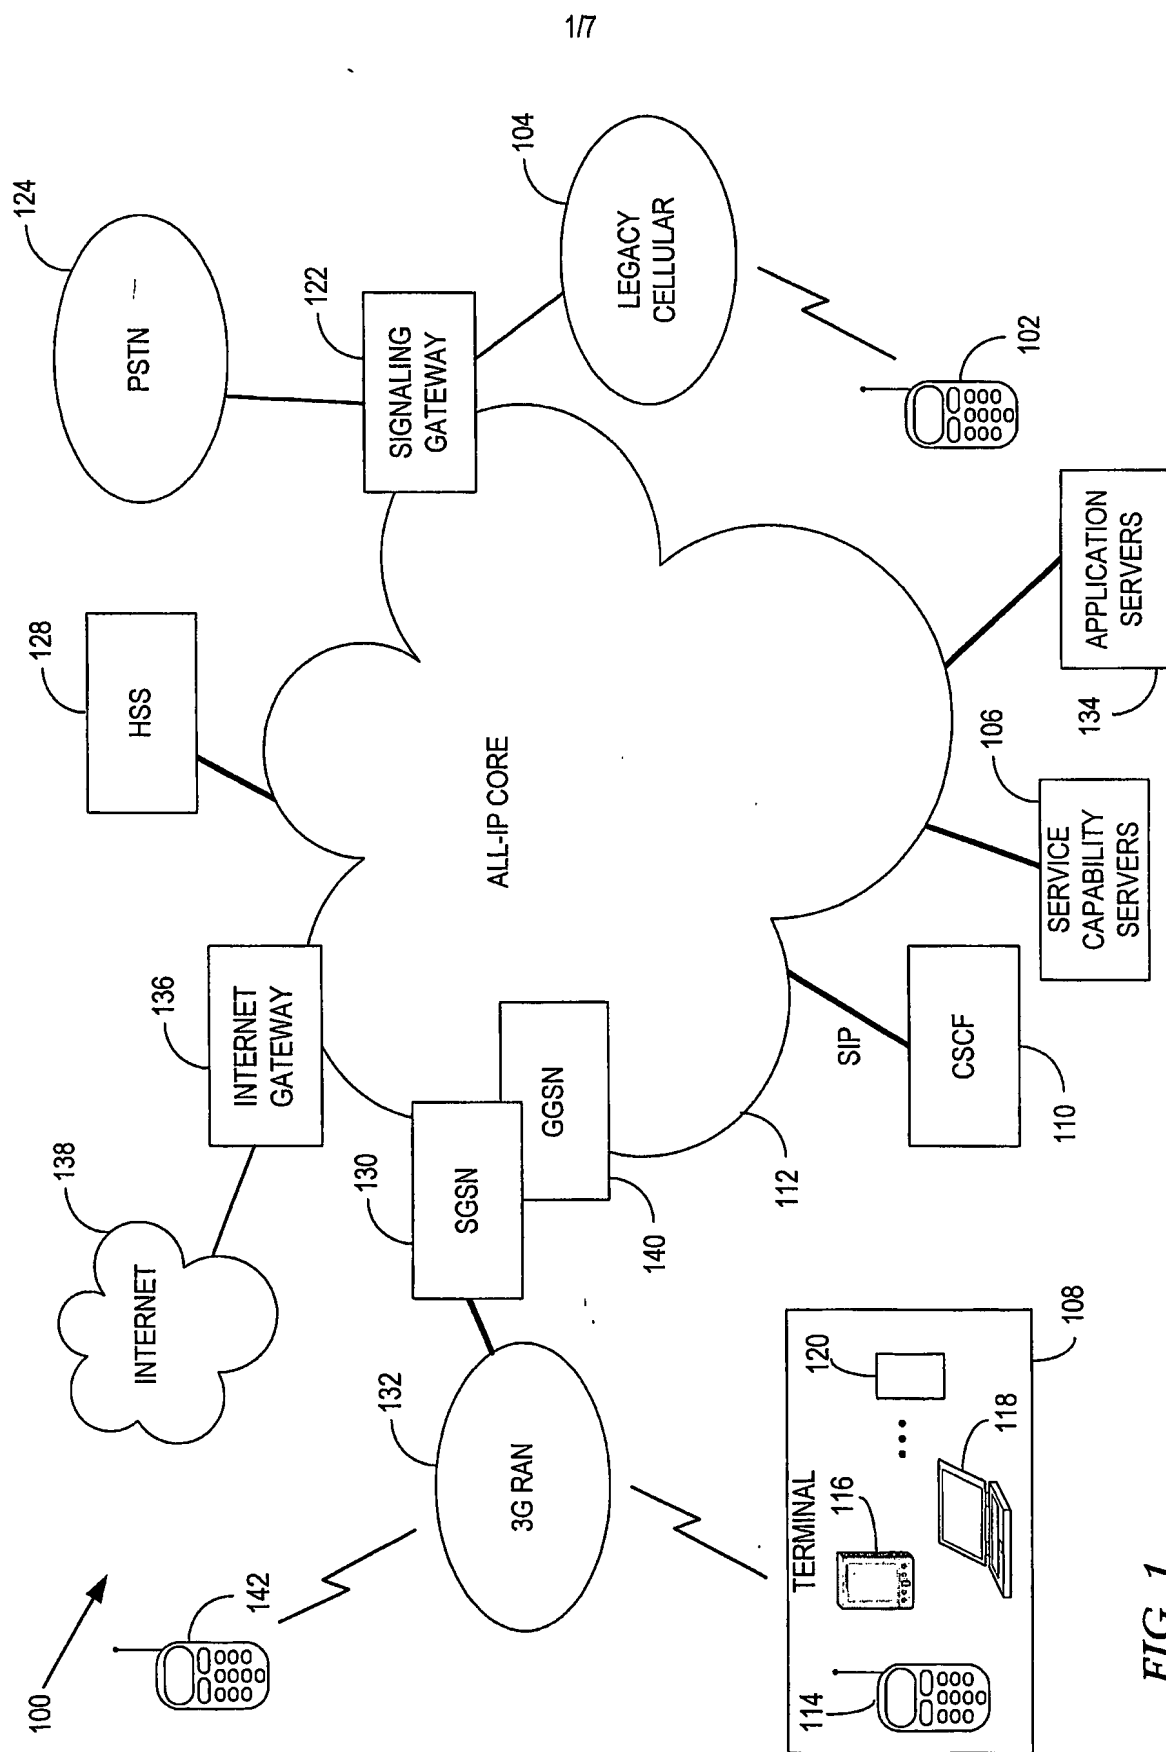 1/7
100
142
INTERNET
138
INTERNET
GATEWAY
136
HSS
128
PSTN
124
3G RAN
132
SGSN
130
GGSN
140
ALL-IP CORE
SIGNALING
GATEWAY
122
LEGACY
CELLULAR
104
102
112
SIP
CSCF
110
SERVICE
CAPABILITY
SERVERS
106
APPLICATION
SERVERS
134
TERMINAL
114
116
118
120
108
FIG. 1